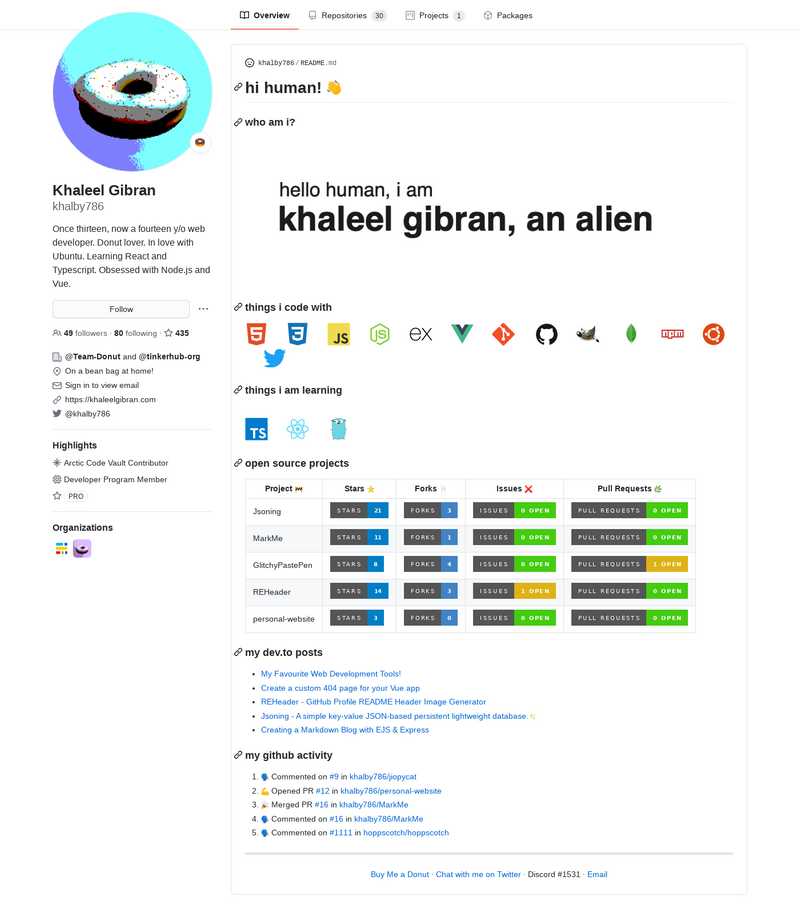 Overview
Repositories 30
Projects 1
Packages
Khaleel Gibran
khalby786
Once thirteen, now a fourteen y/o web
developer. Donut lover. In love with
Ubuntu. Learning React and
Typescript. Obsessed with Node.js and
Vue.
Follow
49 followers · 80 following · 435
@Team-Donut and @tinkerhub-org
On a bean bag at home!
Sign in to view email
https://khaleelgibran.com
@khalby786
Highlights
Arctic Code Vault Contributor
Developer Program Member
PRO
Organizations
khalby786/README.md
hi human! 👋
who am i?
hello human, i am
khaleel gibran, an alien
things i code with
5 3 JS JS ex npm
things i am learning
TS
open source projects
Project 🚧 Stars ⭐ Forks Issues ❌ Pull Requests 🌿
Jsoning STARS 21 FORKS 3 ISSUES 0 OPEN PULL REQUESTS 0 OPEN
MarkMe STARS 11 FORKS 1 ISSUES 0 OPEN PULL REQUESTS 0 OPEN
GlitchyPastePen STARS 6 FORKS 4 ISSUES 0 OPEN PULL REQUESTS 1 OPEN
REHeader STARS 14 FORKS 3 ISSUES 1 OPEN PULL REQUESTS 0 OPEN
personal-website STARS 3 FORKS 0 ISSUES 0 OPEN PULL REQUESTS 0 OPEN
my dev.to posts
• My Favourite Web Development Tools!
• Create a custom 404 page for your Vue app
• REHeader - GitHub Profile README Header Image Generator
• Jsoning - A simple key-value JSON-based persistent lightweight database.✨
• Creating a Markdown Blog with EJS & Express
my github activity
1. 🗣 Commented on #9 in khalby786/jiopycat
2. 💪 Opened PR #12 in khalby786/personal-website
3. 🎉 Merged PR #16 in khalby786/MarkMe
4. 🗣 Commented on #16 in khalby786/MarkMe
5. 🗣 Commented on #1111 in hoppscotch/hoppscotch
Buy Me a Donut · Chat with me on Twitter · Discord #1531 · Email